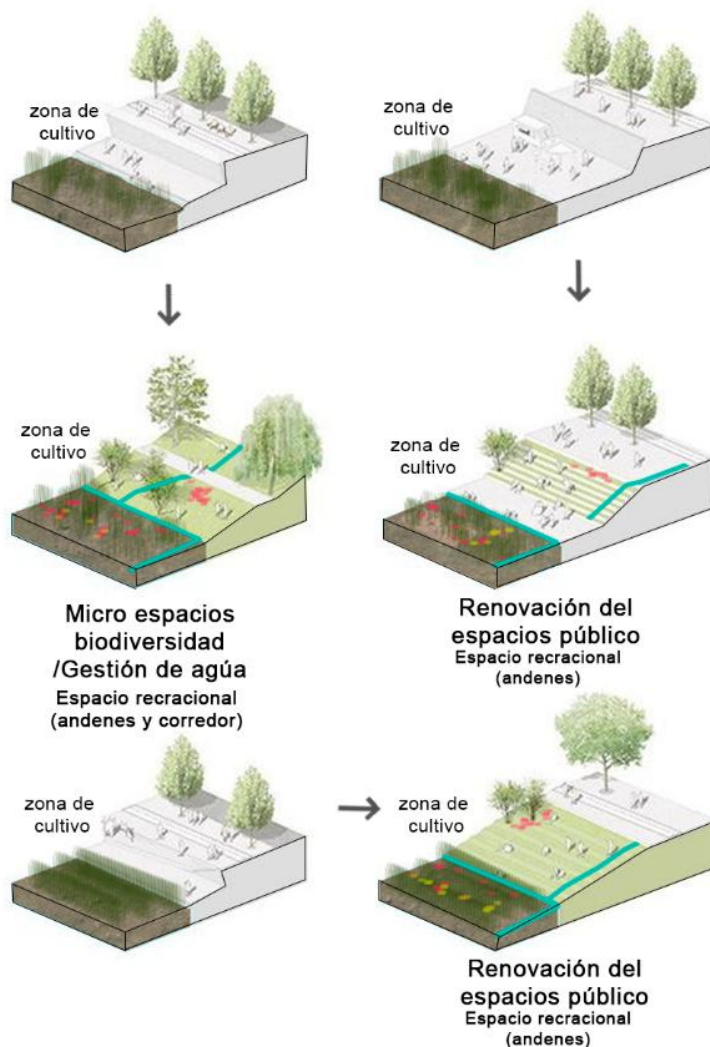 zona de
cultivo
zona de
cultivo
zona de
cultivo
zona de
cultivo
Micro espacios
biodiversidad
/Gestión de agúa
Espacio recracional
(andenes y corredor)
Renovación del
espacios público
Espacio recracional
(andenes)
zona de
cultivo
zona de
cultivo
Renovación del
espacios público
Espacio recracional
(andenes)